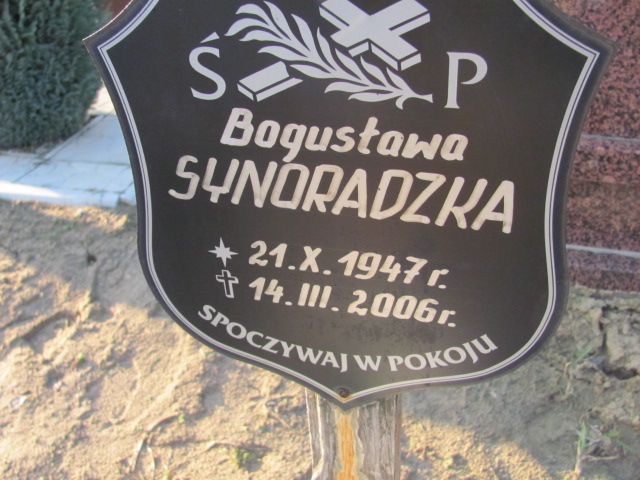 Ś P
Bogusława
SYNORADZKA
21.X.1947 r.
14.III.2006 r.
SPOCZYWAJ W POKOJU